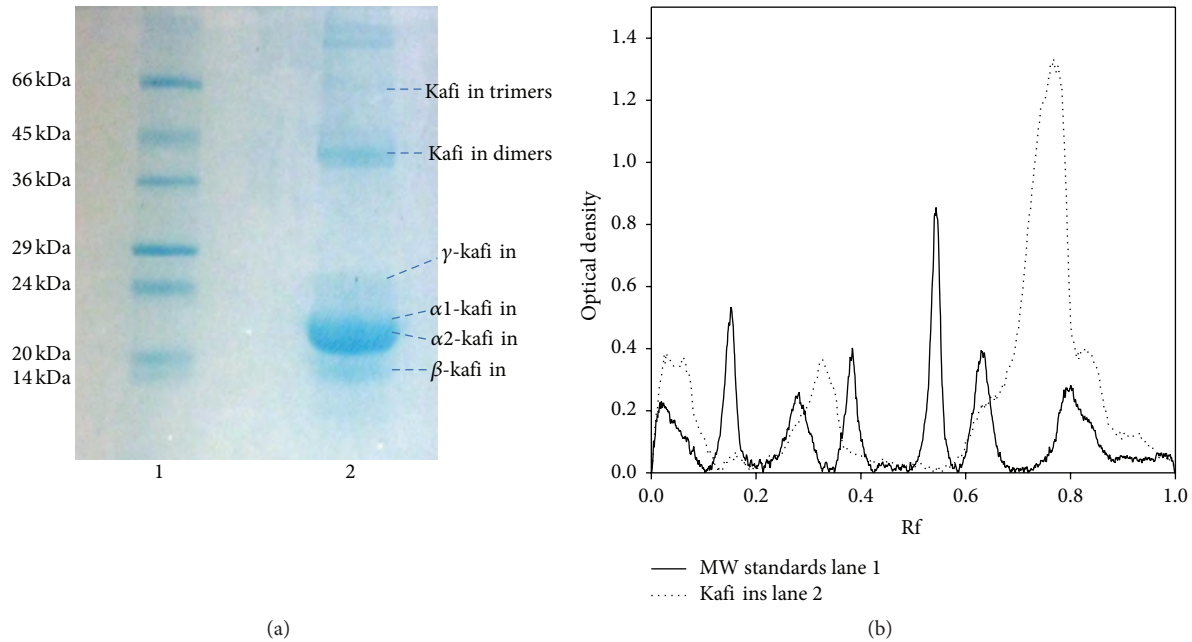 66 kDa
45 kDa
36 kDa
29 kDa
24 kDa
20 kDa
14 kDa
Kafi in trimers
Kafi in dimers
γ-kafi in
α1-kafi in
α2-kafi in
β-kafi in
1 2
(a)
Optical density
1.4
1.2
1.0
0.8
0.6
0.4
0.2
0.0
0.0 0.2 0.4 0.6 0.8 1.0
Rf
MW standards lane 1
Kafi ins lane 2
(b)